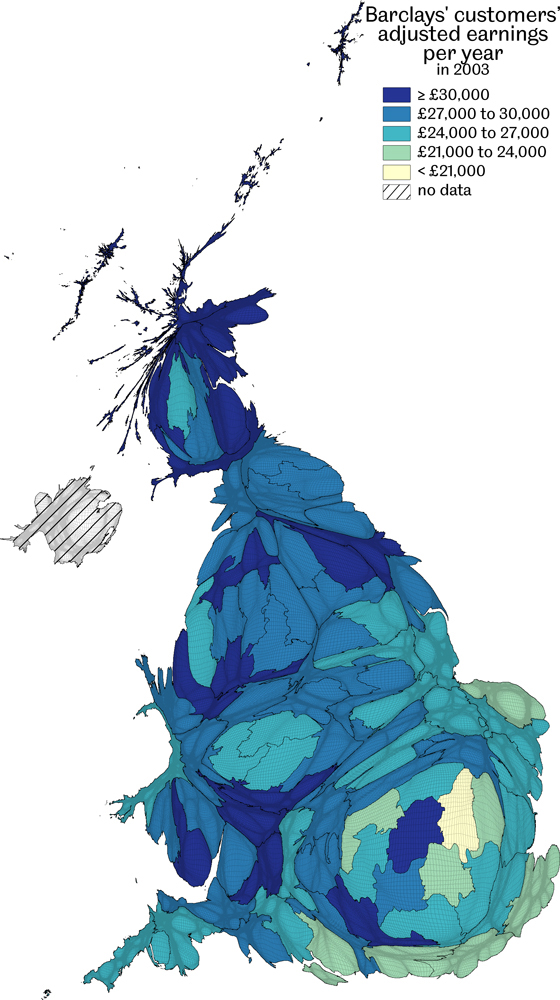 Barclays' customers'
adjusted earnings
per year
in 2003
≥ £30,000
£27,000 to 30,000
£24,000 to 27,000
£21,000 to 24,000
< £21,000
no data